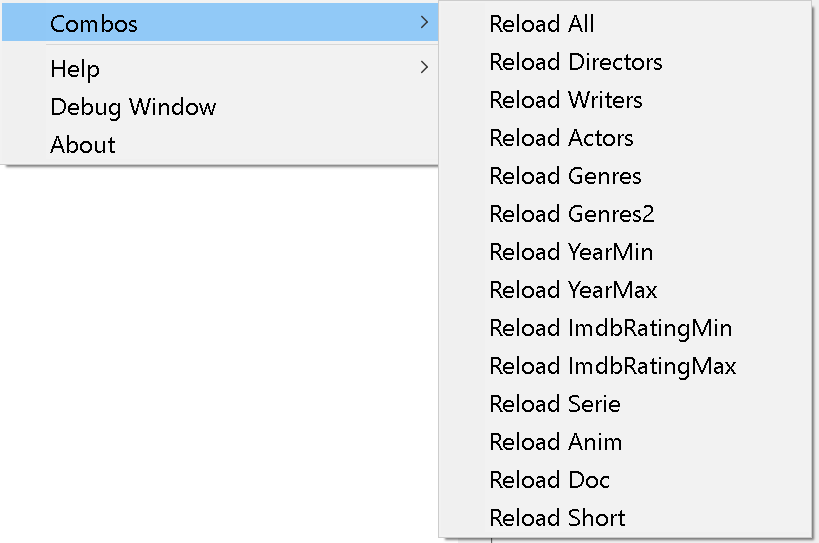 Combos
Help
Debug Window
About
Reload All
Reload Directors
Reload Writers
Reload Actors
Reload Genres
Reload Genres2
Reload YearMin
Reload YearMax
Reload ImdbRatingMin
Reload ImdbRatingMax
Reload Serie
Reload Anim
Reload Doc
Reload Short